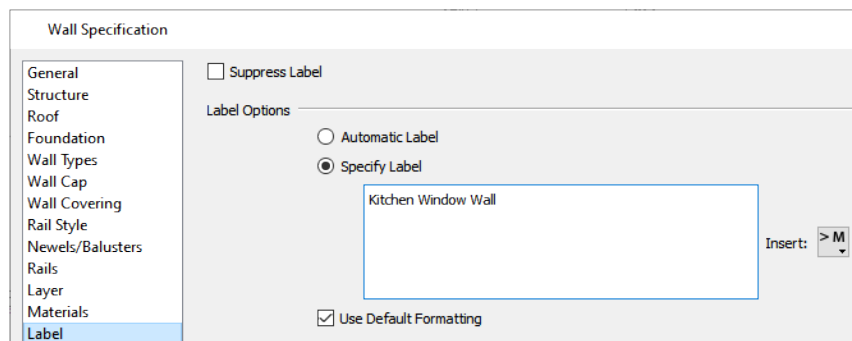 Wall Specification
General
Structure
Roof
Foundation
Wall Types
Wall Cap
Wall Covering
Rail Style
Newels/Balusters
Rails
Layer
Materials
Label
Suppress Label
Label Options
Automatic Label
Specify Label
Kitchen Window Wall
Insert: > M
Use Default Formatting